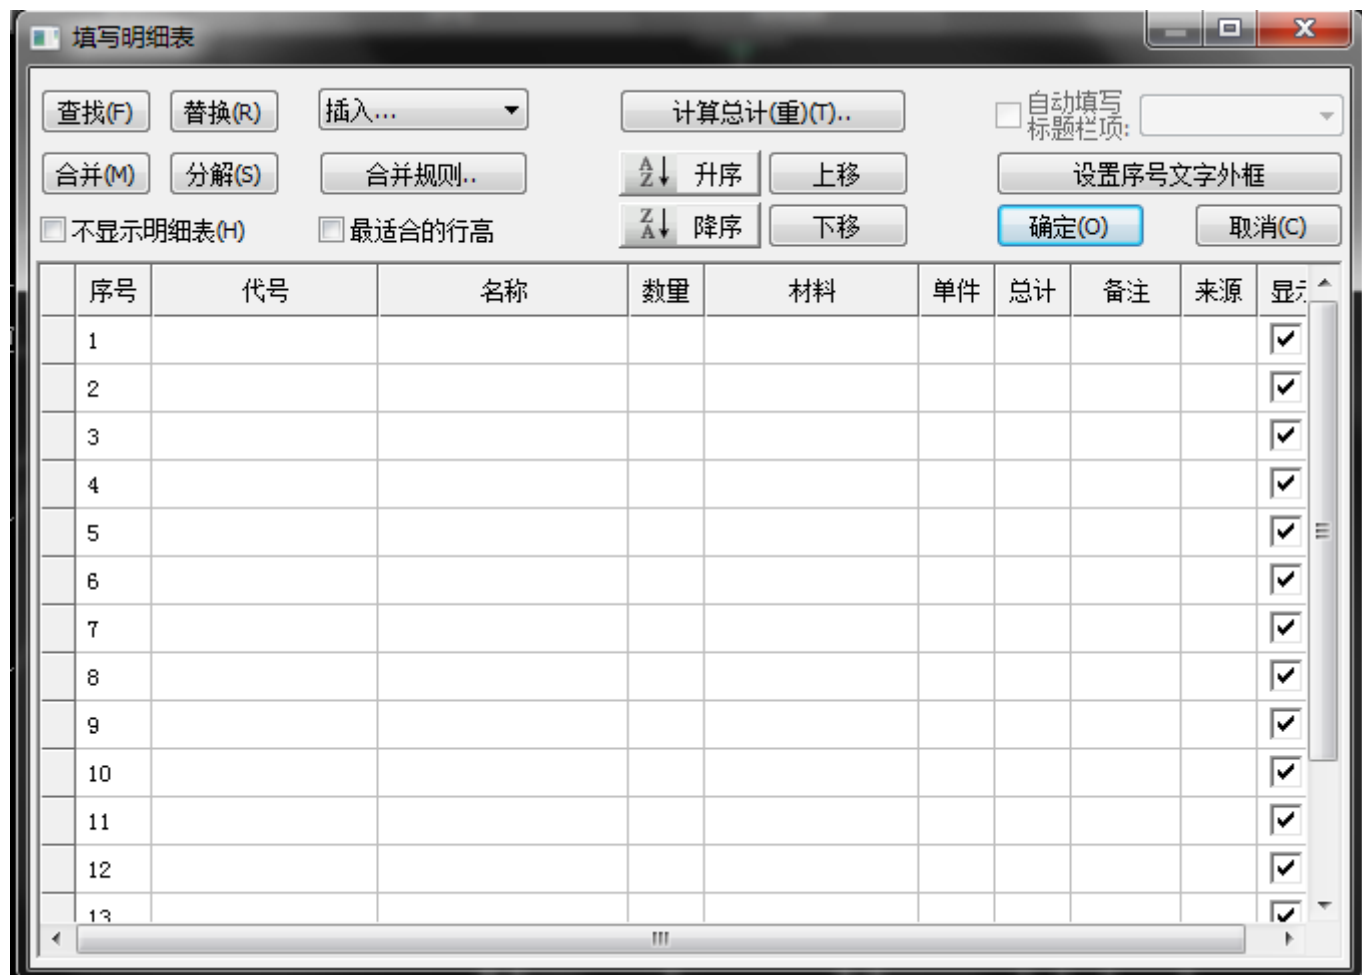 填写明细表
查找(F) 替换(R) 插入... 计算总计(重)(T).. 自动填写
标题栏项:
合并(M) 分解(S) 合并规则.. 升序 上移 设置序号文字外框
不显示明细表(H) 最适合的行高 降序 下移 确定(O) 取消(C)
序号 代号 名称 数量 材料 单件 总计 备注 来源 显示
1
2
3
4
5
6
7
8
9
10
11
12
13